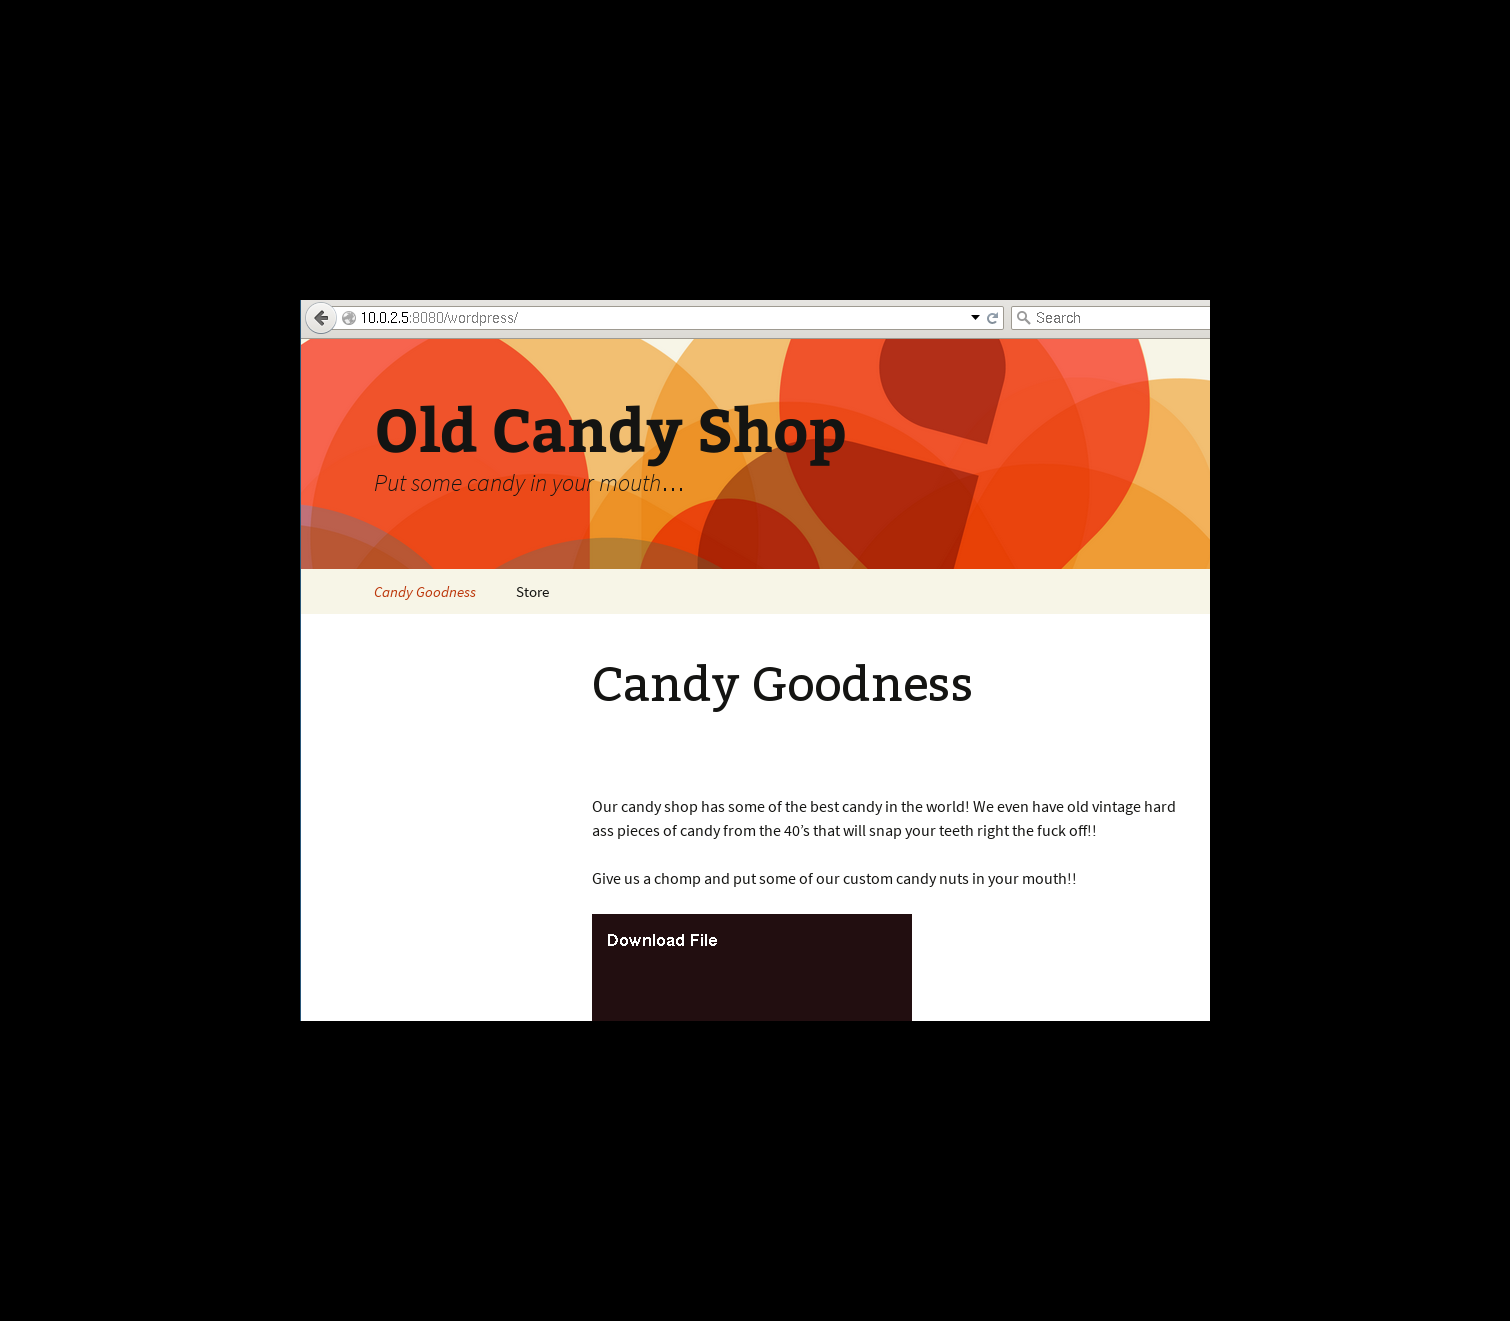 10.0.2.5:8080/wordpress/
Search
Old Candy Shop
Put some candy in your mouth…
Candy Goodness
Store
Candy Goodness
Our candy shop has some of the best candy in the world! We even have old vintage hard
ass pieces of candy from the 40’s that will snap your teeth right the fuck off!!
Give us a chomp and put some of our custom candy nuts in your mouth!!
Download File